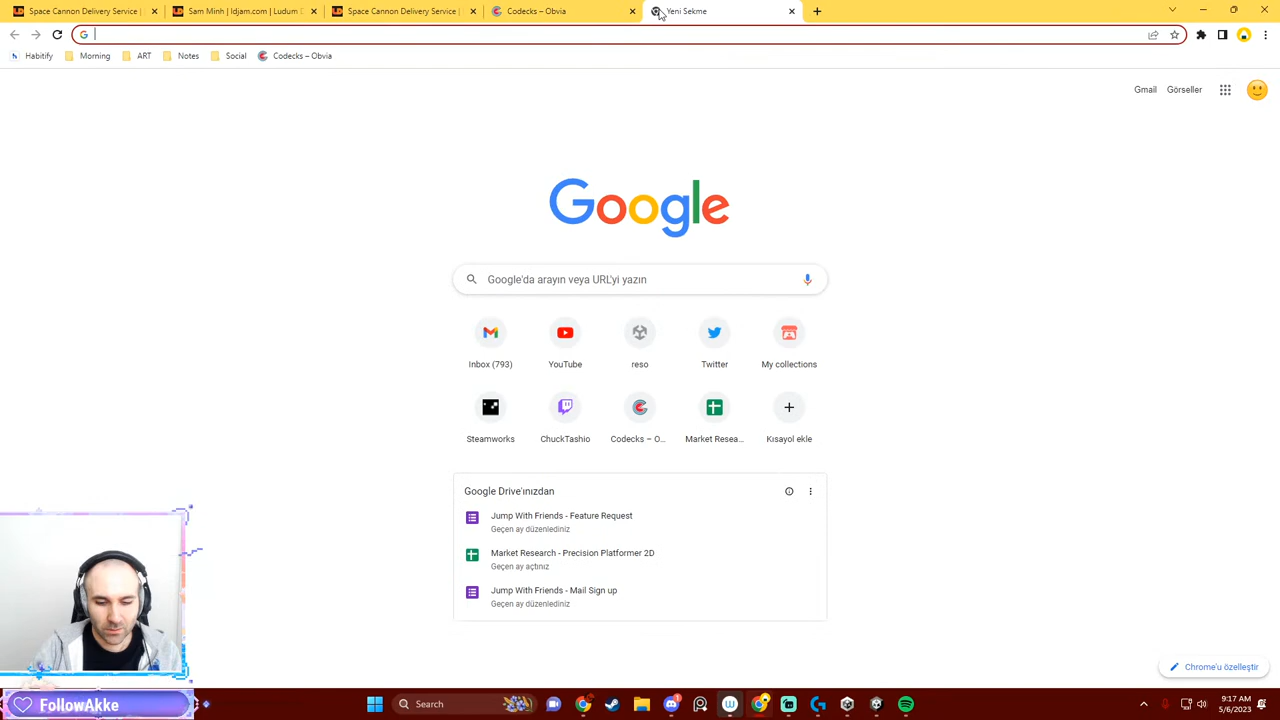 Space Cannon Delivery Service |
Sam Minh | ldjam.com | Ludum D
Space Cannon Delivery Service |
Codecks – Obvia
Yeni Sekme
Habitify
Morning
ART
Notes
Social
Codecks – Obvia
Gmail
Görseller
Google
Google'da arayın veya URL'yi yazın
Inbox (793)
YouTube
reso
Twitter
My collections
Steamworks
ChuckTashio
Codecks – O...
Market Resea...
Kısayol ekle
Google Drive'ınızdan
Jump With Friends - Feature Request
Geçen ay düzenlediniz
Market Research - Precision Platformer 2D
Geçen ay açtınız
Jump With Friends - Mail Sign up
Geçen ay düzenlediniz
Chrome'u özelleştir
FollowAkke
Search
9:17 AM
5/6/2023